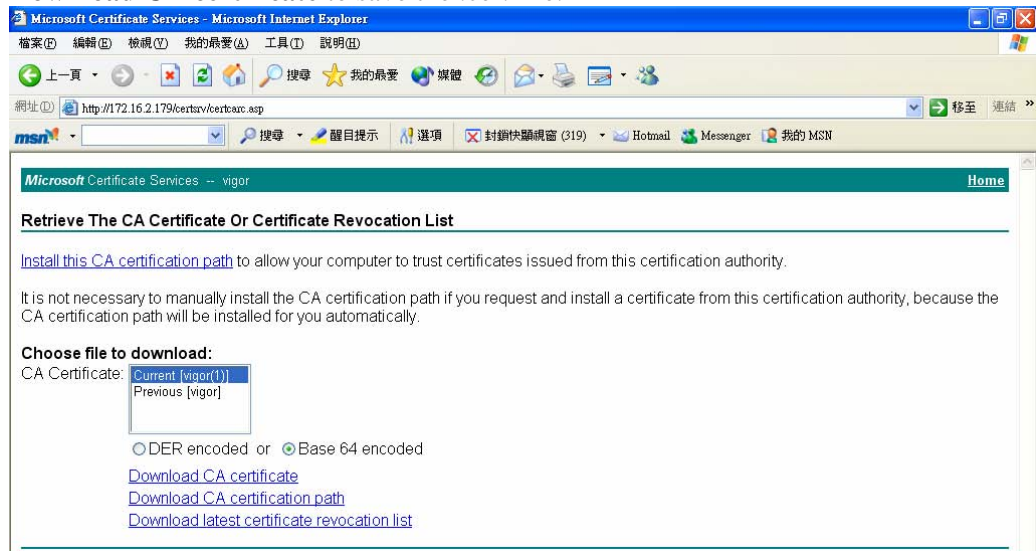 Microsoft Certificate Services - Microsoft Internet Explorer
檔案(F) 編輯(E) 檢視(V) 我的最愛(A) 工具(T) 說明(H)
上一頁 搜尋 我的最愛 媒體
網址(D) http://172.16.2.179/certsrv/certcarc.asp 移至 連結 »
msn 搜尋 醒目提示 選項 封鎖快顯視窗 (319) Hotmail Messenger 我的 MSN
Microsoft Certificate Services -- vigor Home
Retrieve The CA Certificate Or Certificate Revocation List
Install this CA certification path to allow your computer to trust certificates issued from this certification authority.
It is not necessary to manually install the CA certification path if you request and install a certificate from this certification authority, because the
CA certification path will be installed for you automatically.
Choose file to download:
CA Certificate: Current [vigor(1)]
Previous [vigor]
DER encoded or Base 64 encoded
Download CA certificate
Download CA certification path
Download latest certificate revocation list